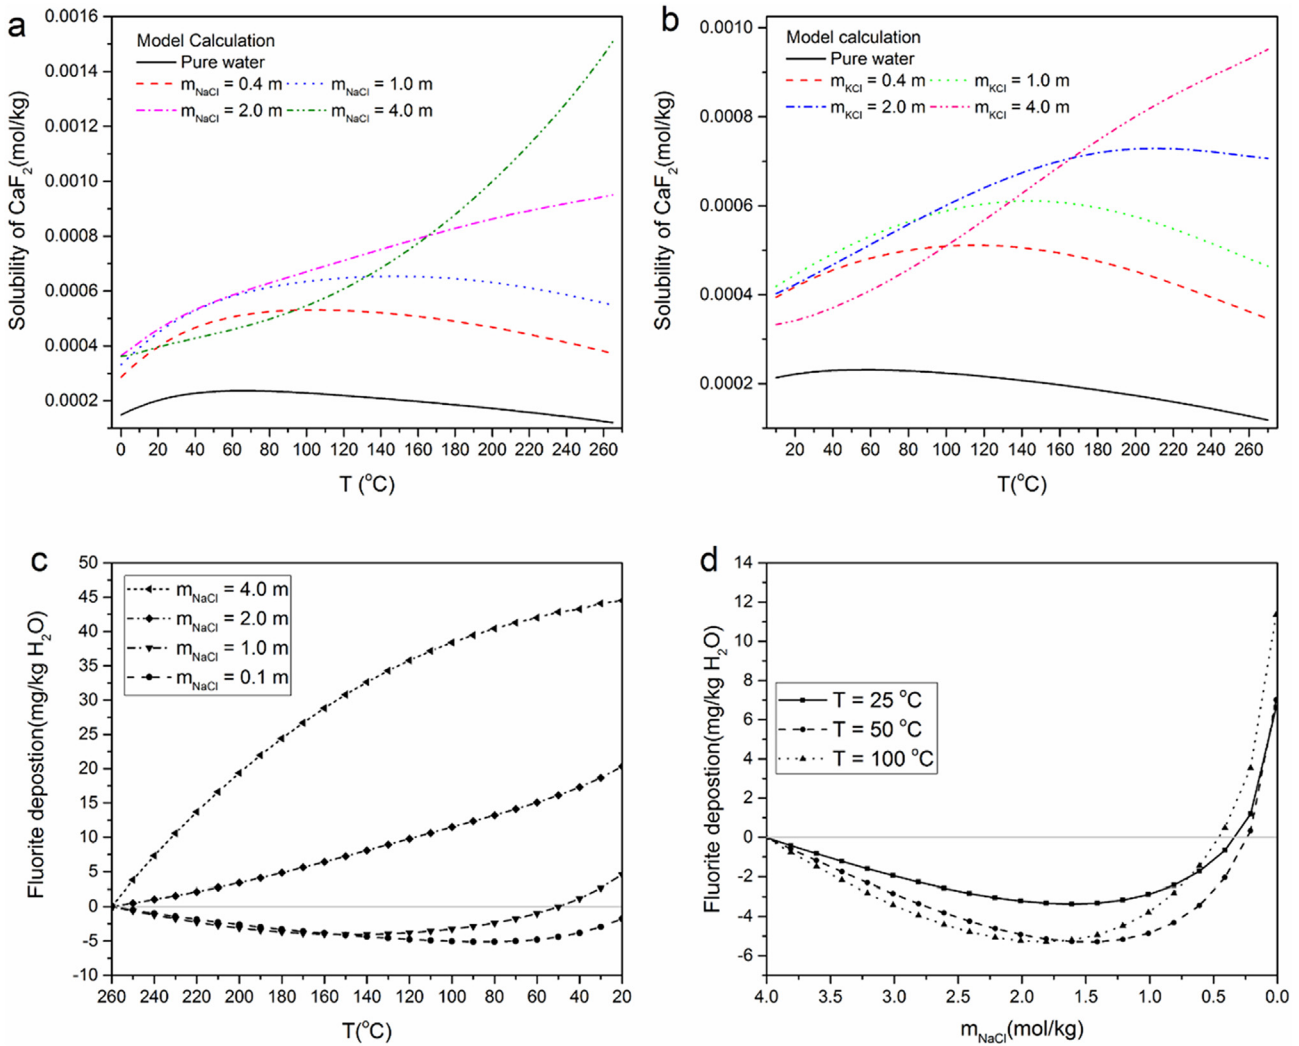 a
0.0016
0.0014
0.0012
0.0010
0.0008
0.0006
0.0004
0.0002
Solubility of CaF2(mol/kg)
Model Calculation
Pure water
mNaCl = 0.4 m
mNaCl = 1.0 m
mNaCl = 2.0 m
mNaCl = 4.0 m
0 20 40 60 80 100 120 140 160 180 200 220 240 260
T (oC)
b
0.0010
0.0008
0.0006
0.0004
0.0002
Solubility of CaF2(mol/kg)
Model calculation
Pure water
mKCl = 0.4 m
mKCl = 1.0 m
mKCl = 2.0 m
mKCl = 4.0 m
20 40 60 80 100 120 140 160 180 200 220 240 260
T(oC)
c
50
45
40
35
30
25
20
15
10
5
0
-5
-10
Fluorite depostion(mg/kg H2O)
mNaCl = 4.0 m
mNaCl = 2.0 m
mNaCl = 1.0 m
mNaCl = 0.1 m
260 240 220 200 180 160 140 120 100 80 60 40 20
T(oC)
d
14
12
10
8
6
4
2
0
-2
-4
-6
Fluorite depostion(mg/kg H2O)
T = 25 oC
T = 50 oC
T = 100 oC
4.0 3.5 3.0 2.5 2.0 1.5 1.0 0.5 0.0
mNaCl(mol/kg)